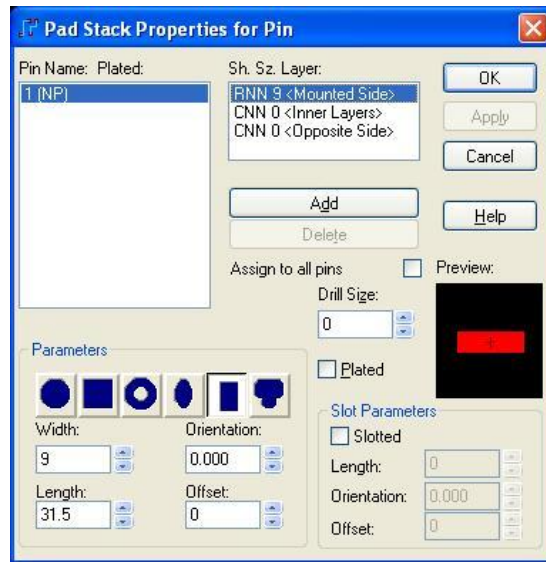 Pad Stack Properties for Pin
Pin Name: Plated:
1 (NP)
Sh. Sz. Layer:
RNN 9 <Mounted Side>
CNN 0 <Inner Layers>
CNN 0 <Opposite Side>
OK
Apply
Cancel
Add
Delete
Help
Assign to all pins
Preview:
Drill Size:
0
Plated
Parameters
Width:
Orientation:
9
0.000
Length:
Offset:
31.5
0
Slot Parameters
Slotted
Length:
0
Orientation:
0.000
Offset:
0